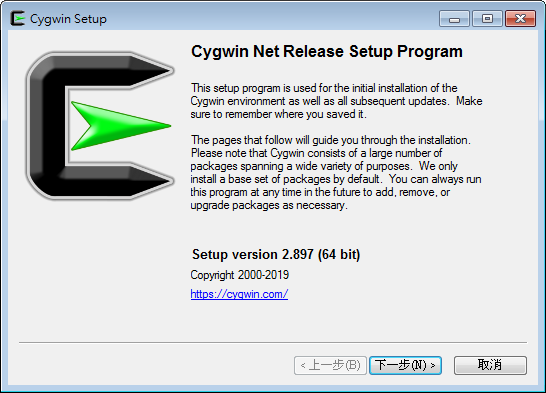 Cygwin Setup
Cygwin Net Release Setup Program
This setup program is used for the initial installation of the
Cygwin environment as well as all subsequent updates.  Make
sure to remember where you saved it.
The pages that follow will guide you through the installation.
Please note that Cygwin consists of a large number of
packages spanning a wide variety of purposes.  We only
install a base set of packages by default.  You can always run
this program at any time in the future to add, remove, or
upgrade packages as necessary.
Setup version 2.897 (64 bit)
Copyright 2000-2019
https://cygwin.com/
< 上一步(B) 下一步(N) > 取消